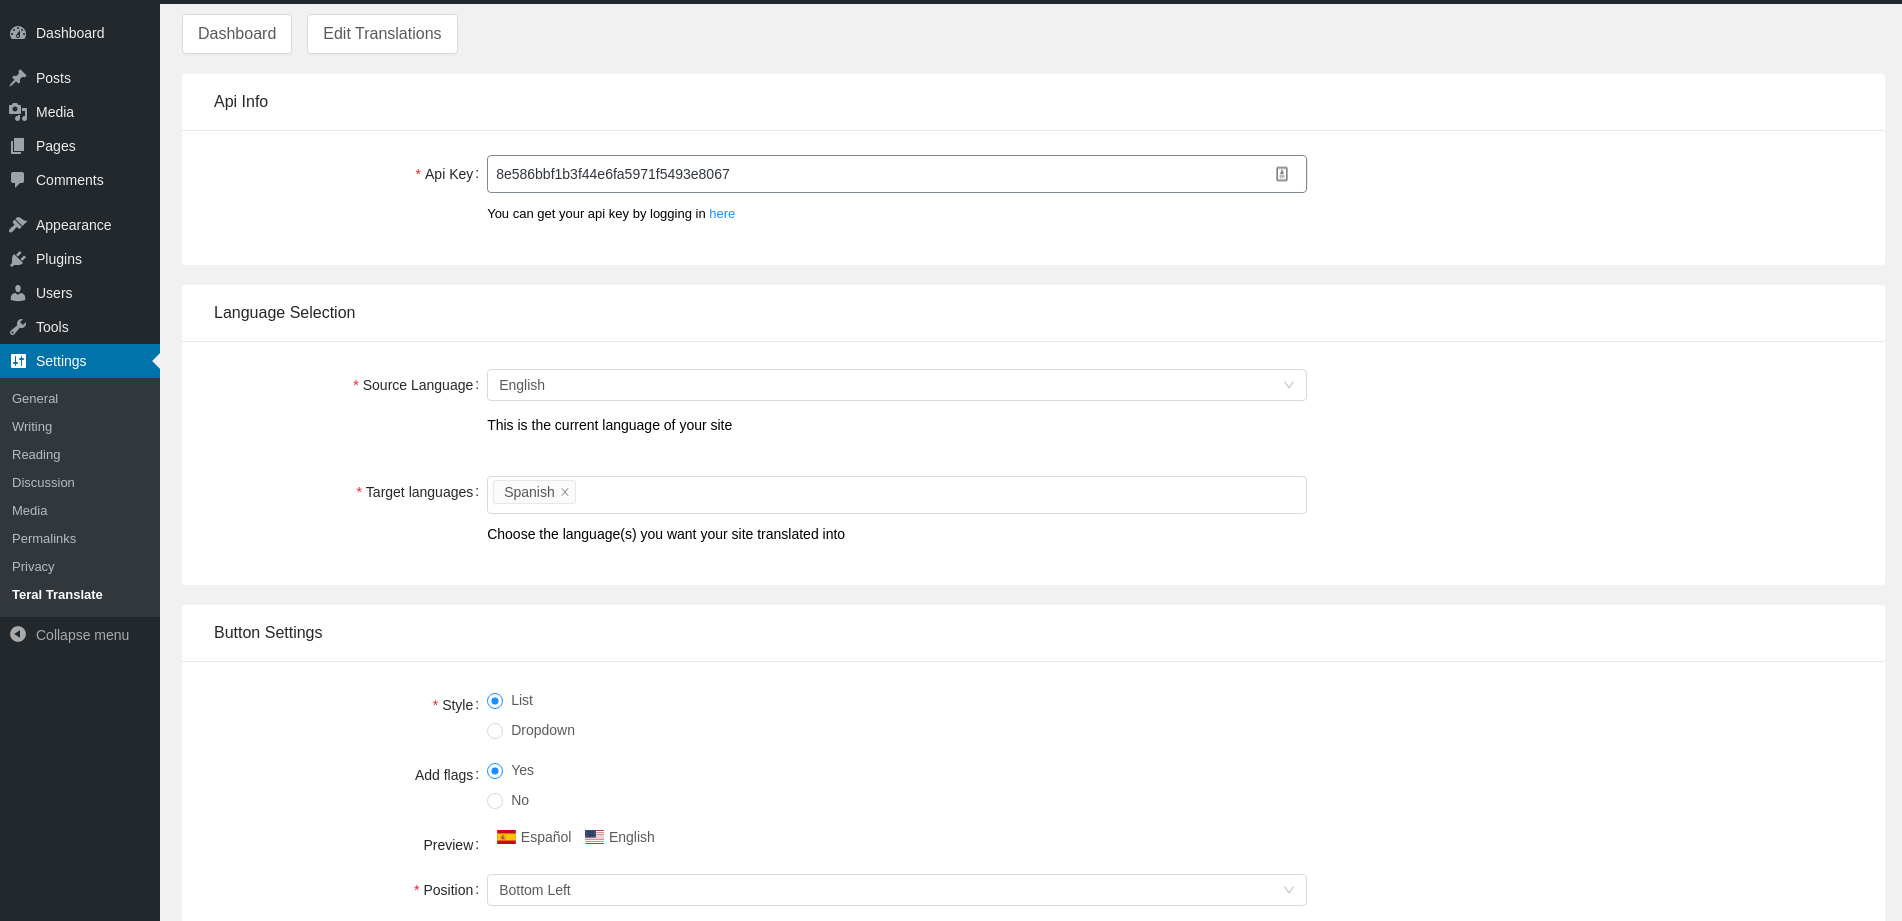 Dashboard
Posts
Media
Pages
Comments
Appearance
Plugins
Users
Tools
Settings
General
Writing
Reading
Discussion
Media
Permalinks
Privacy
Teral Translate
Collapse menu
Dashboard Edit Translations
Api Info
* Api Key: 8e586bbf1b3f44e6fa5971f5493e8067
You can get your api key by logging in here
Language Selection
* Source Language: English
This is the current language of your site
* Target languages: Spanish
Choose the language(s) you want your site translated into
Button Settings
* Style: List
Dropdown
Add flags: Yes
No
Preview: Español English
* Position: Bottom Left